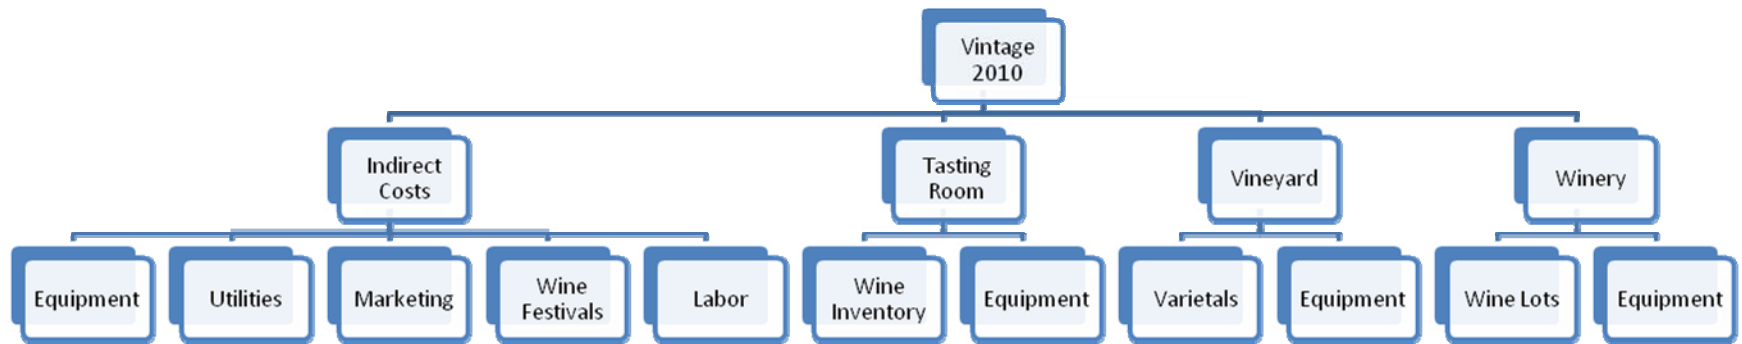 Vintage
2010
Indirect
Costs
Tasting
Room
Vineyard
Winery
Equipment
Utilities
Marketing
Wine
Festivals
Labor
Wine
Inventory
Equipment
Varietals
Equipment
Wine Lots
Equipment